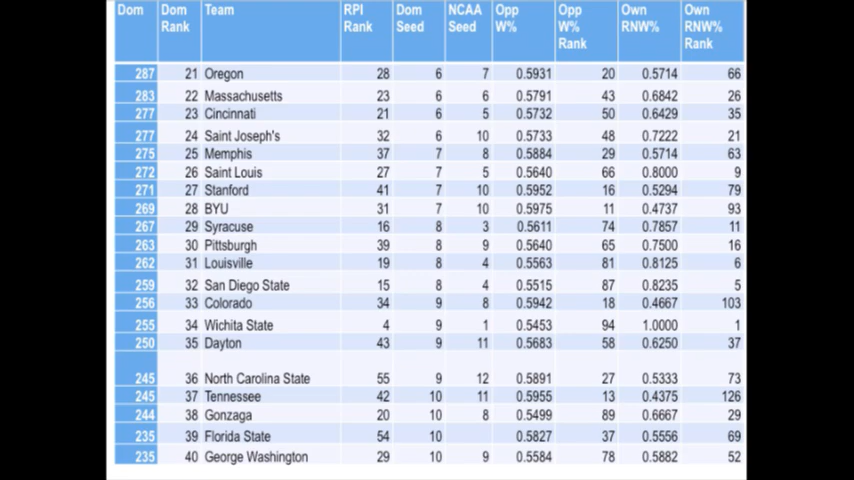 Dom Dom Rank Team RPI Rank Dom Seed NCAA Seed Opp W% Opp W% Rank Own RNW% Own RNW% Rank
287 21 Oregon 28 6 7 0.5931 20 0.5714 66
283 22 Massachusetts 23 6 6 0.5791 43 0.6842 26
277 23 Cincinnati 21 6 5 0.5732 50 0.6429 35
277 24 Saint Joseph's 32 6 10 0.5733 48 0.7222 21
275 25 Memphis 37 7 8 0.5884 29 0.5714 63
272 26 Saint Louis 27 7 5 0.5640 66 0.8000 9
271 27 Stanford 41 7 10 0.5952 16 0.5294 79
269 28 BYU 31 7 10 0.5975 11 0.4737 93
267 29 Syracuse 16 8 3 0.5611 74 0.7857 11
263 30 Pittsburgh 39 8 9 0.5640 65 0.7500 16
262 31 Louisville 19 8 4 0.5563 81 0.8125 6
259 32 San Diego State 15 8 4 0.5515 87 0.8235 5
256 33 Colorado 34 9 8 0.5942 18 0.4667 103
255 34 Wichita State 4 9 1 0.5453 94 1.0000 1
250 35 Dayton 43 9 11 0.5683 58 0.6250 37
245 36 North Carolina State 55 9 12 0.5891 27 0.5333 73
245 37 Tennessee 42 10 11 0.5955 13 0.4375 126
244 38 Gonzaga 20 10 8 0.5499 89 0.6667 29
235 39 Florida State 54 10 0.5827 37 0.5556 69
235 40 George Washington 29 10 9 0.5584 78 0.5882 52